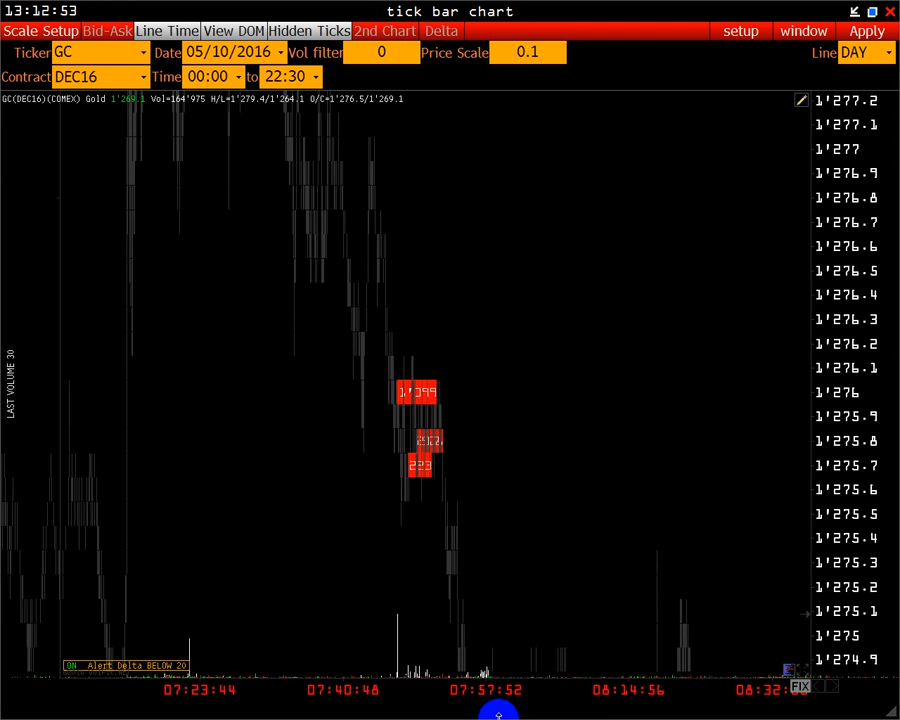 13:12:53 tick bar chart
Scale Setup Bid-Ask Line Time View DOM Hidden Ticks 2nd Chart Delta setup window Apply
Ticker GC Date 05/10/2016 Vol filter 0 Price Scale 0.1 Line DAY
Contract DEC16 Time 00:00 to 22:30
GC(DEC16)(COMEX) Gold 1'269.1 Vol=164'975 H/L=1'279.4/1'264.1 O/C=1'276.5/1'269.1
1'277.2
1'277.1
1'277
1'276.9
1'276.8
1'276.7
1'276.6
1'276.5
1'276.4
1'276.3
1'276.2
1'276.1
LAST VOLUME 30
1'099 1'276
1'275.9
1'275.8
223 1'275.7
1'275.6
1'275.5
1'275.4
1'275.3
1'275.2
1'275.1
1'275
1'274.9
ON Alert Delta BELOW 20
FIX
07:23:44 07:40:48 07:57:52 08:14:56 08:32: